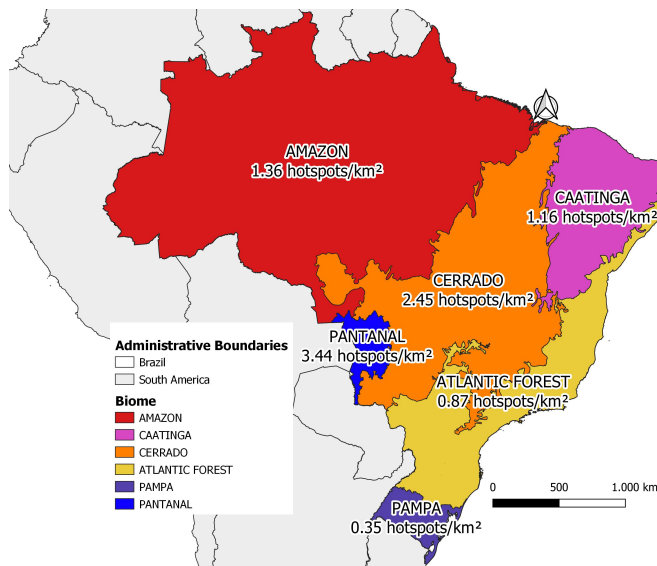 AMAZON
1.36 hotspots/km²
CAATINGA
1.16 hotspots/km²
CERRADO
2.45 hotspots/km²
PANTANAL
3.44 hotspots/km²
ATLANTIC FOREST
0.87 hotspots/km²
PAMPA
0.35 hotspots/km²
Administrative Boundaries
Brazil
South America
Biome
AMAZON
CAATINGA
CERRADO
ATLANTIC FOREST
PAMPA
PANTANAL
0 500 1.000 km